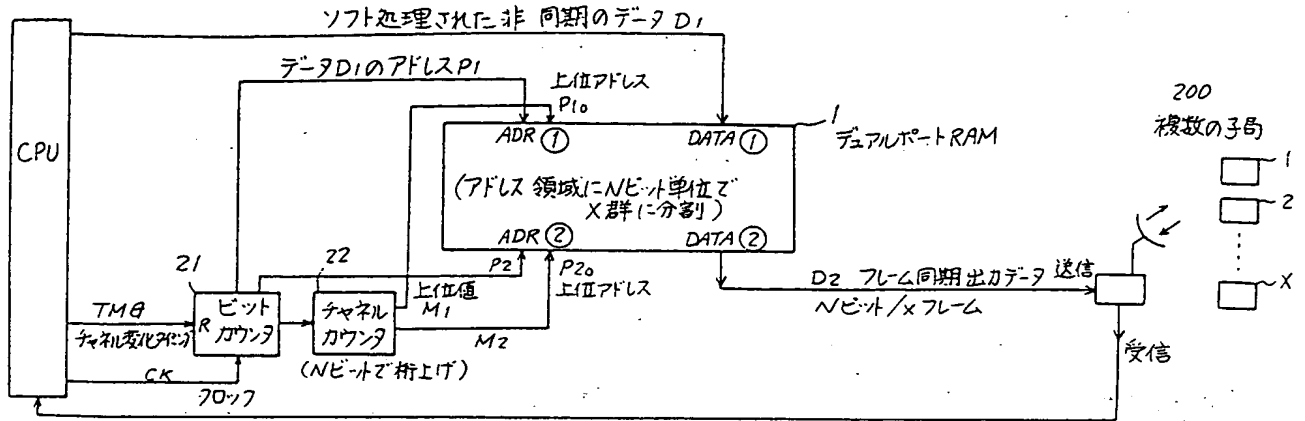 ソフト処理された非同期のデータD1
データD1のアドレスP1
上位アドレス
P10
200
複数の子局
CPU
ADR ①
DATA ①
1
デュアルポートRAM
1
(アドレス領域にNビット単位で
X群に分割)
2
ADR ②
DATA ②
21
22
P2
P20
上位アドレス
D2 フレーム同期出力データ
送信
X
TMθ
チャネル変化タイミング
R
ビット
カウンタ
チャネル
カウンタ
上位値
M1
M2
Nビット/xフレーム
受信
CK
クロック
(Nビットで桁上げ)